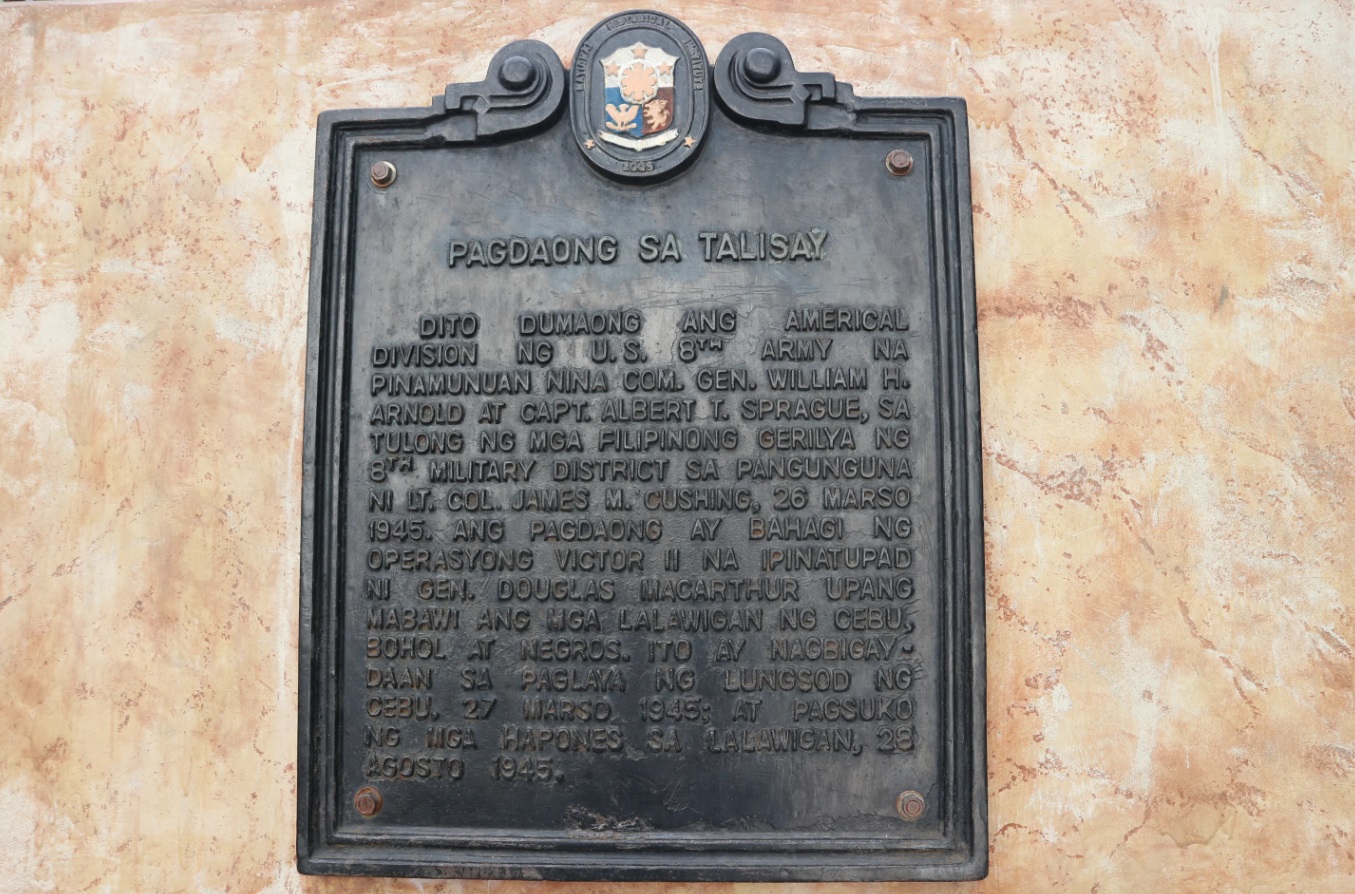 NATIONAL HISTORICAL INSTITUTE
PAGDAONG SA TALISAY
DITO DUMAONG ANG AMERICAL
DIVISION NG U.S. 8TH ARMY NA
PINAMUNUAN NINA COM. GEN. WILLIAM H.
ARNOLD AT CAPT. ALBERT T. SPRAGUE, SA
TULONG NG MGA FILIPINONG GERILYA NG
8TH MILITARY DISTRICT SA PANGUNGUNA
NI LT. COL. JAMES M. CUSHING, 26 MARSO
1945. ANG PAGDAONG AY BAHAGI NG
OPERASYONG VICTOR II NA IPINATUPAD
NI GEN. DOUGLAS MACARTHUR UPANG
MABAWI ANG MGA LALAWIGAN NG CEBU,
BOHOL AT NEGROS. ITO AY NAGBIGAY-
DAAN SA PAGLAYA NG LUNGSOD NG
CEBU, 27 MARSO 1945; AT PAGSUKO
NG MGA HAPONES SA LALAWIGAN, 28
AGOSTO 1945.